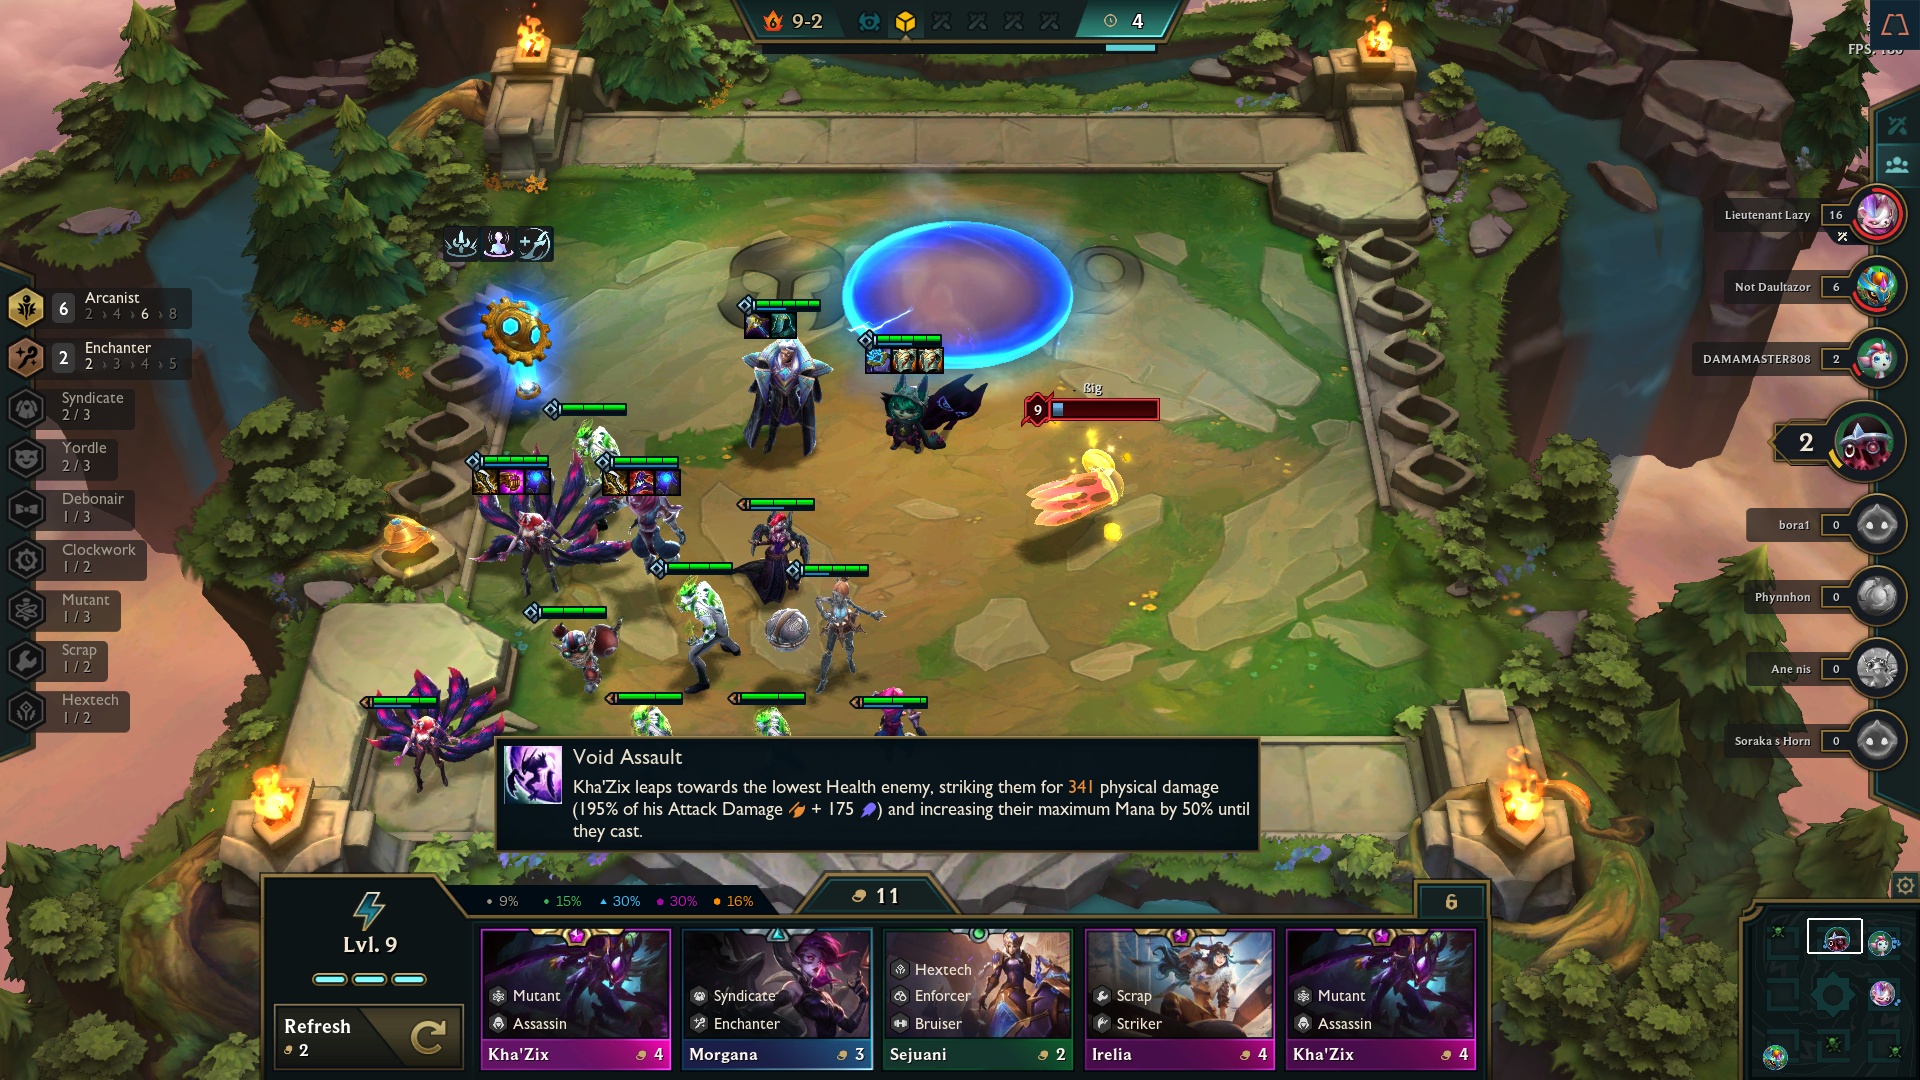 9-2
4
Lieutenant Lazy 16
Not Daultazor 6
6 Arcanist
2 › 4 › 6 › 8
2 Enchanter
2 › 3 › 4 › 5
DAMAMASTER808 2
Syndicate
2 / 3
9
2
Yordle
2 / 3
Debonair
1 / 3
bora1 0
Clockwork
1 / 2
Mutant
1 / 3
Phynnhon 0
Scrap
1 / 2
Ane nis 0
Hextech
1 / 2
Soraka s Horn 0
Void Assault
Kha'Zix leaps towards the lowest Health enemy, striking them for 341 physical damage
(195% of his Attack Damage + 175 ) and increasing their maximum Mana by 50% until
they cast.
9% 15% 30% 30% 16%
11
6
Lvl. 9
Refresh
2
Mutant
Assassin
Kha'Zix 4
Syndicate
Enchanter
Morgana 3
Hextech
Enforcer
Bruiser
Sejuani 2
Scrap
Striker
Irelia 4
Mutant
Assassin
Kha'Zix 4